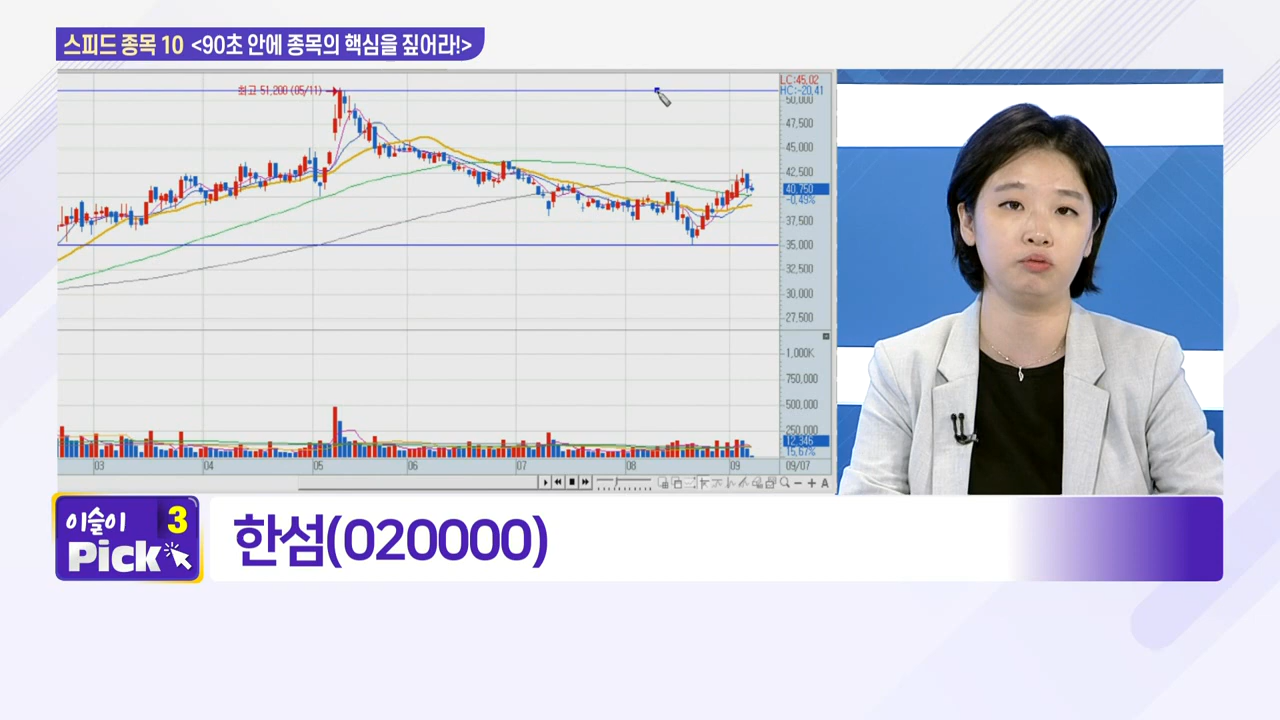 스피드 종목 10 <90초 안에 종목의 핵심을 짚어라!>
최고 51,200 (05/11)
LC:45.02
HC:-20.41
50,000
47,500
45,000
42,500
40,750
-0.49%
37,500
35,000
32,500
30,000
27,500
1,000K
750,000
500,000
250,000
12,346
15.67%
03 04 05 06 07 08 09 09/07
A
이슬이 3
Pick
한섬(020000)